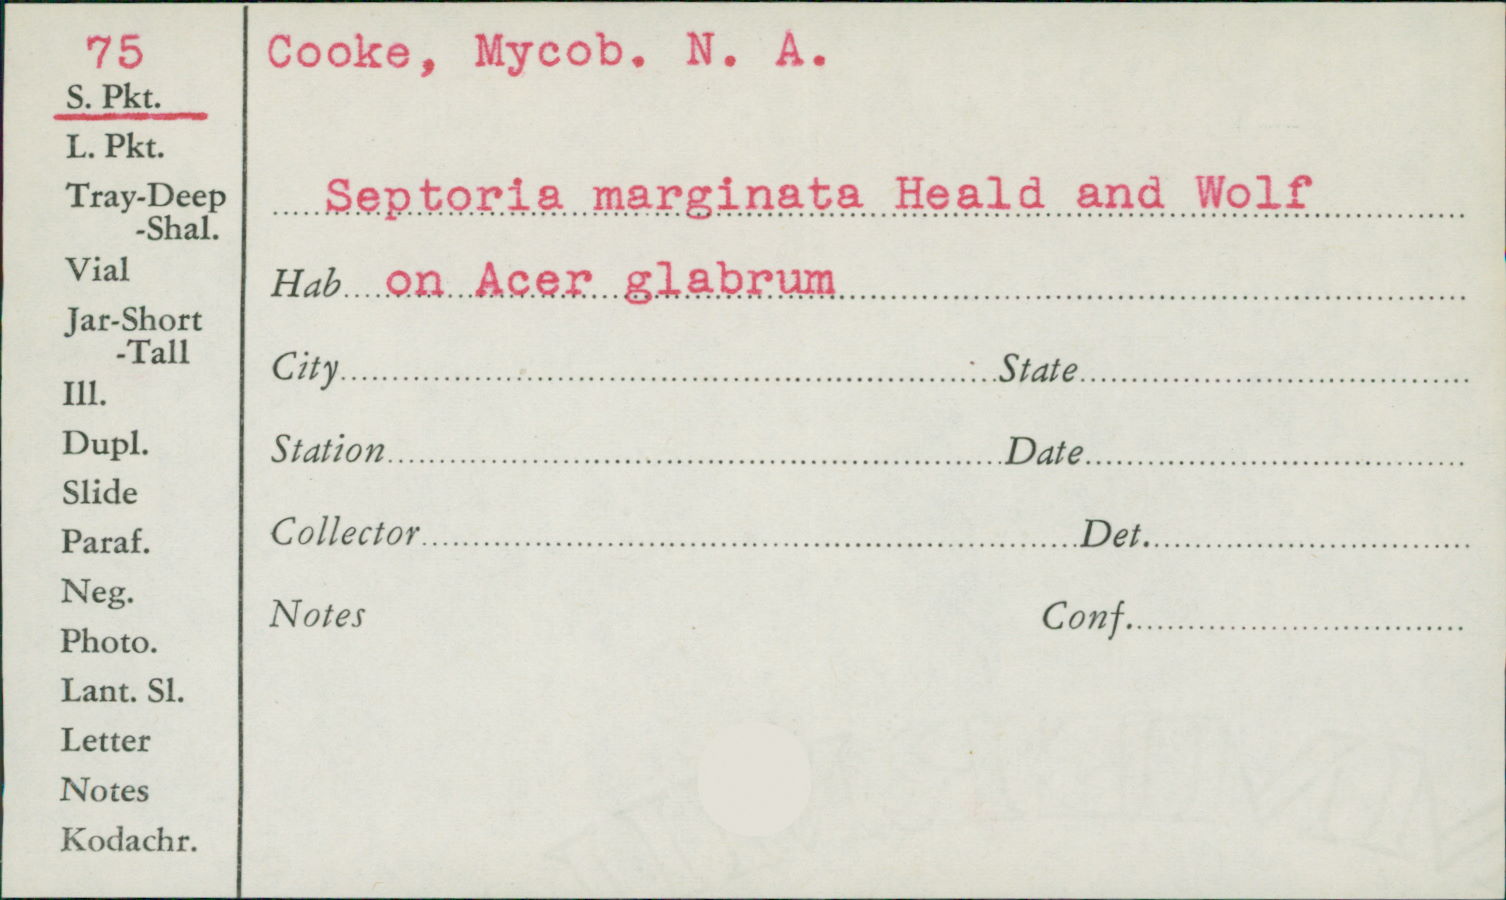 75
S. Pkt.
L. Pkt.
Tray-Deep
-Shal.
Vial
Jar-Short
-Tall
Ill.
Dupl.
Slide
Paraf.
Neg.
Photo.
Lant. Sl.
Letter
Notes
Kodachr.
Cooke, Mycob. N. A.
Septoria marginata Heald and Wolf
Hab on Acer glabrum
City State
Station Date
Collector Det.
Notes Conf.